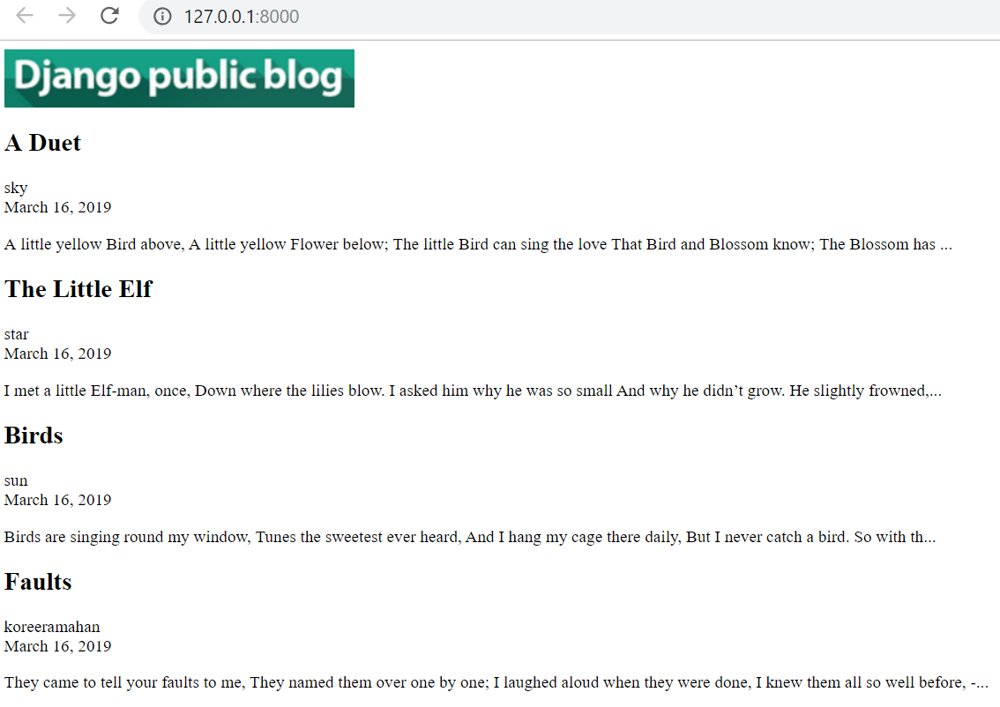 127.0.0.1:8000
Django public blog
A Duet
sky
March 16, 2019
A little yellow Bird above, A little yellow Flower below; The little Bird can sing the love That Bird and Blossom know; The Blossom has ...
The Little Elf
star
March 16, 2019
I met a little Elf-man, once, Down where the lilies blow. I asked him why he was so small And why he didn’t grow. He slightly frowned,...
Birds
sun
March 16, 2019
Birds are singing round my window, Tunes the sweetest ever heard, And I hang my cage there daily, But I never catch a bird. So with th...
Faults
koreeramahan
March 16, 2019
They came to tell your faults to me, They named them over one by one; I laughed aloud when they were done, I knew them all so well before, -...